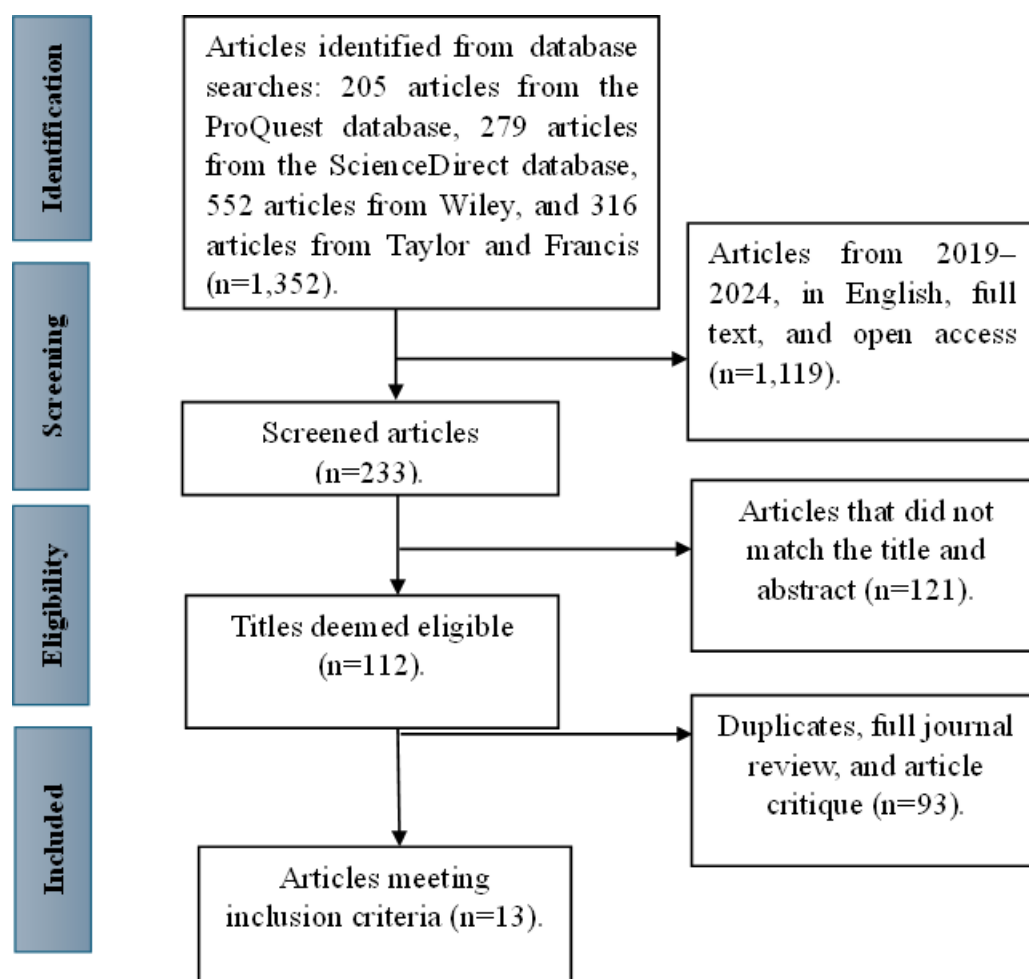 Identification
Articles identified from database
searches: 205 articles from the
ProQuest database, 279 articles
from the ScienceDirect database,
552 articles from Wiley, and 316
articles from Taylor and Francis
(n=1,352).
Articles from 2019–
2024, in English, full
text, and open access
(n=1,119).
Screening
Screened articles
(n=233).
Articles that did not
match the title and
abstract (n=121).
Eligibility
Titles deemed eligible
(n=112).
Duplicates, full journal
review, and article
critique (n=93).
Included
Articles meeting
inclusion criteria (n=13).